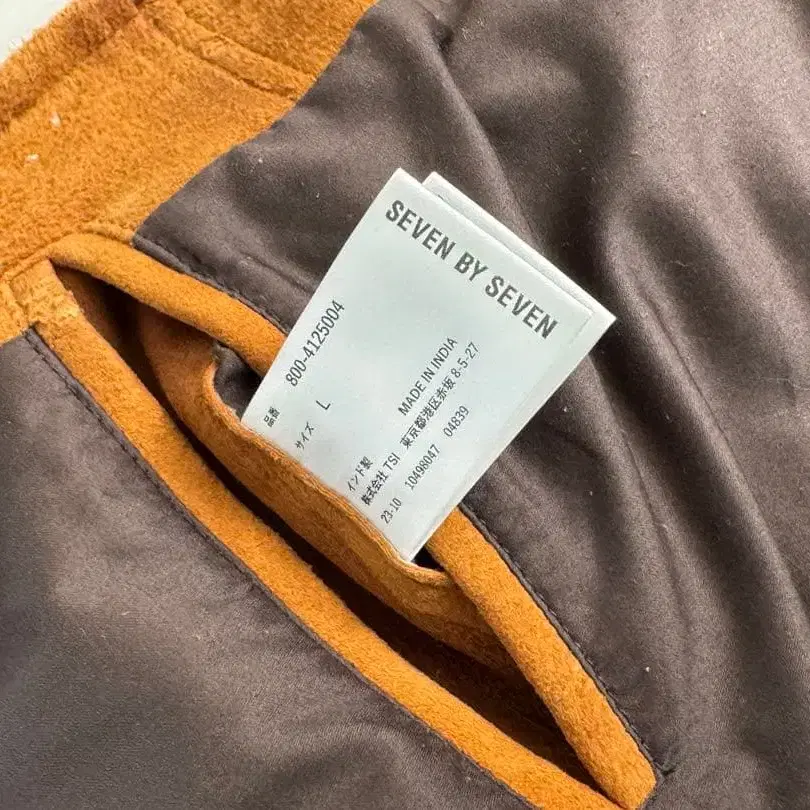 SEVEN BY SEVEN
品番 800-4125004
サイズ L
インド製 MADE IN INDIA
株式会社 TSI 東京都港区赤坂 8-5-27
23-10 10498047 04839